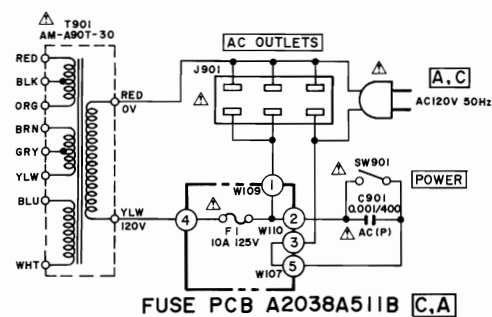 T901
AM-A90T-30
AC OUTLETS
RED
J901
BLK
RED
0V
A, C
ORG
AC120V 50Hz
BRN
GRY
SW901
POWER
YLW
W109
1
C901
0.001/400
BLU
YLW
120V
4
F1
10A 125V
W110
2
AC(P)
3
W107
5
WHT
FUSE PCB A2038A511B C,A